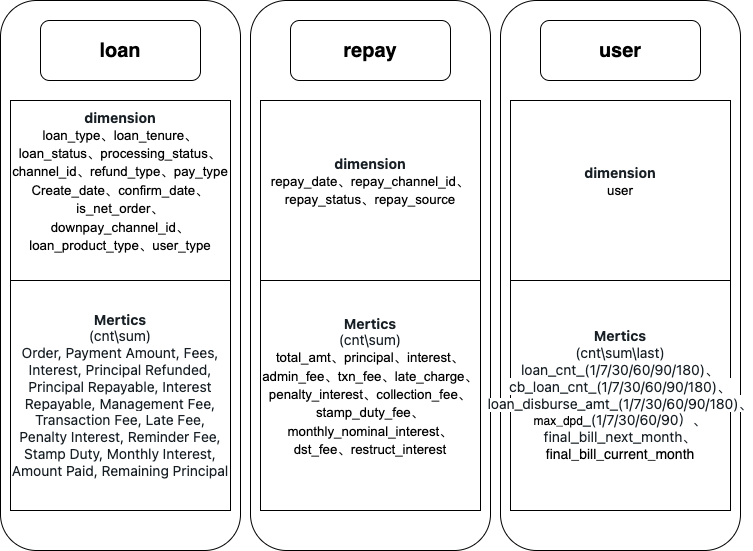 loan
dimension
loan_type、loan_tenure、
loan_status、processing_status、
channel_id、refund_type、pay_type
Create_date、confirm_date、
is_net_order、
downpay_channel_id、
loan_product_type、user_type
Mertics
(cnt\sum)
Order, Payment Amount, Fees,
Interest, Principal Refunded,
Principal Repayable, Interest
Repayable, Management Fee,
Transaction Fee, Late Fee,
Penalty Interest, Reminder Fee,
Stamp Duty, Monthly Interest,
Amount Paid, Remaining Principal
repay
dimension
repay_date、repay_channel_id、
repay_status、repay_source
Mertics
(cnt\sum)
total_amt、principal、interest、
admin_fee、txn_fee、late_charge、
penalty_interest、collection_fee、
stamp_duty_fee、
monthly_nominal_interest、
dst_fee、restruct_interest
user
dimension
user
Mertics
(cnt\sum\last)
loan_cnt_(1/7/30/60/90/180)、
cb_loan_cnt_(1/7/30/60/90/180)、
loan_disburse_amt_(1/7/30/60/90/180)、
max_dpd_(1/7/30/60/90) 、
final_bill_next_month、
final_bill_current_month